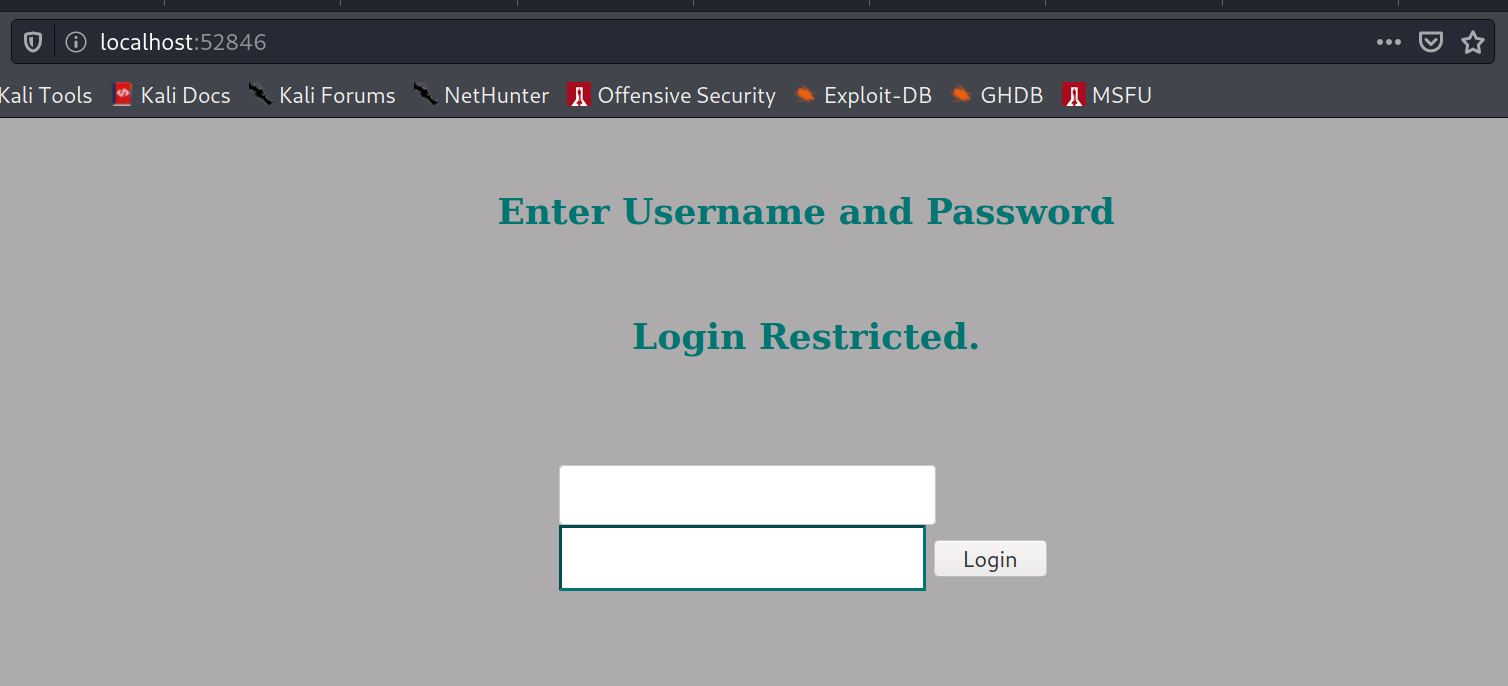 localhost:52846
Kali Tools Kali Docs Kali Forums NetHunter Offensive Security Exploit-DB GHDB MSFU
Enter Username and Password
Login Restricted.
Login